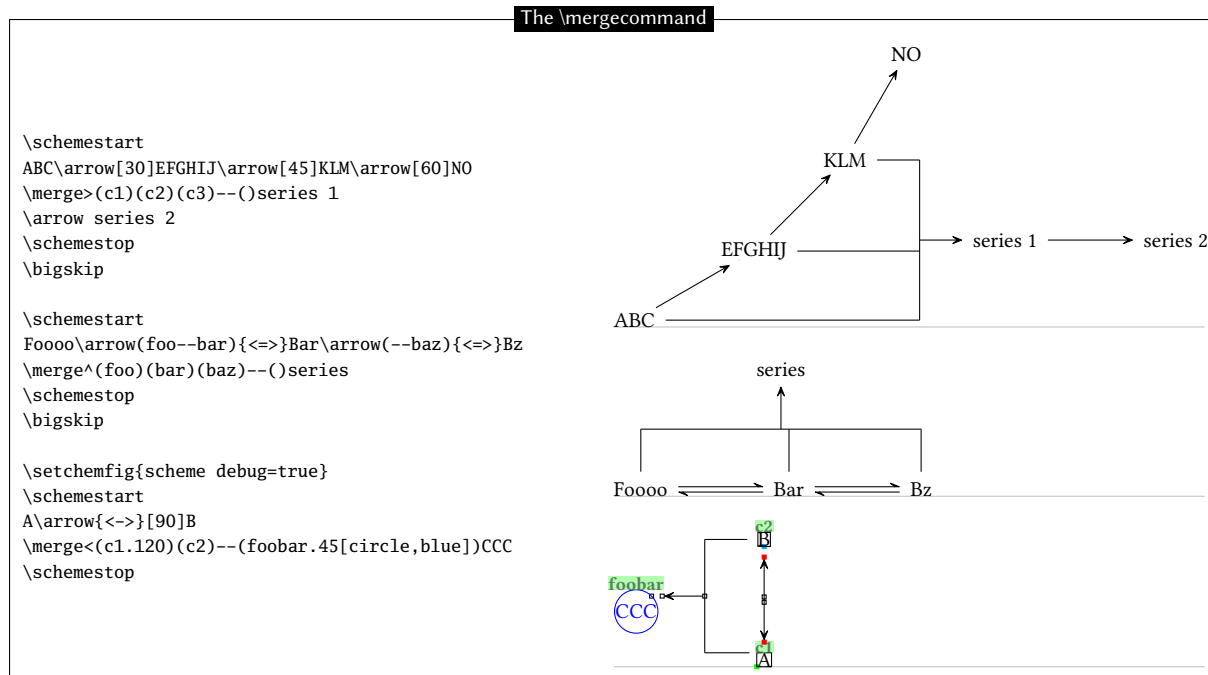 The \mergecommand
\schemestart
ABC\arrow[30]EFGHIJ\arrow[45]KLM\arrow[60]NO
\merge>(c1)(c2)(c3)--()series 1
\arrow series 2
\schemestop
\bigskip
\schemestart
Foooo\arrow(foo--bar){<=>}Bar\arrow(--baz){<=>}Bz
\merge^(foo)(bar)(baz)--()series
\schemestop
\bigskip
\setchemfig{scheme debug=true}
\schemestart
A\arrow{<->}[90]B
\merge<(c1.120)(c2)--(foobar.45[circle,blue])CCC
\schemestop
NO
KLM
series 1 series 2
EFGHIJ
ABC
series
Foooo Bar Bz
c2
B
foobar
CCC
c1
A